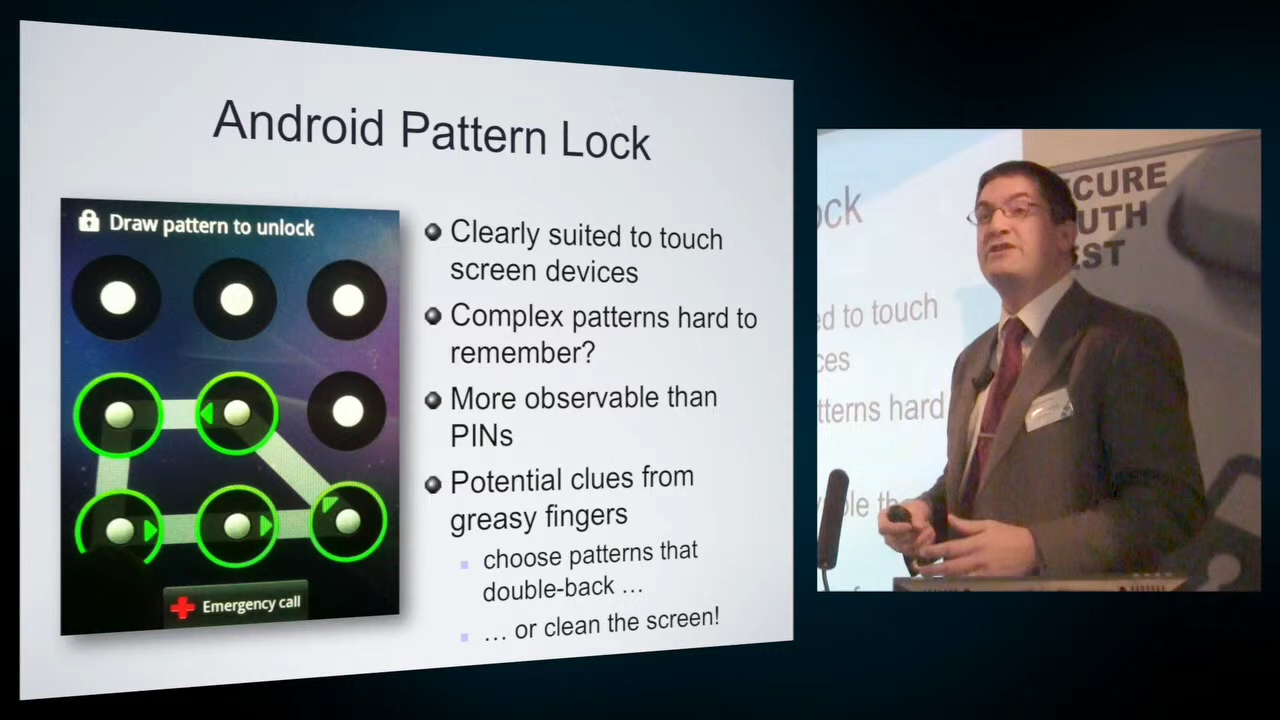 Android Pattern Lock
Draw pattern to unlock
Emergency call
Clearly suited to touch
screen devices
Complex patterns hard to
remember?
More observable than
PINs
Potential clues from
greasy fingers
choose patterns that
double-back …
… or clean the screen!
ock
ed to touch
ces
tterns hard
ble th
CURE
UTH
EST